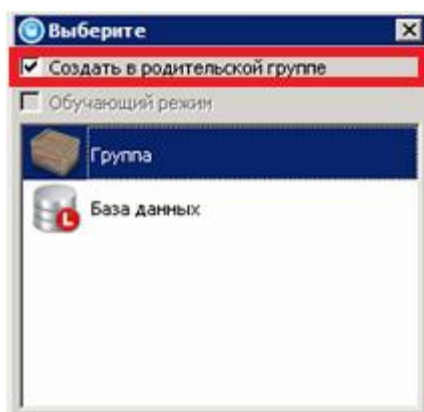 Выберите
Создать в родительской группе
Обучающий режим
Группа
База данных
L